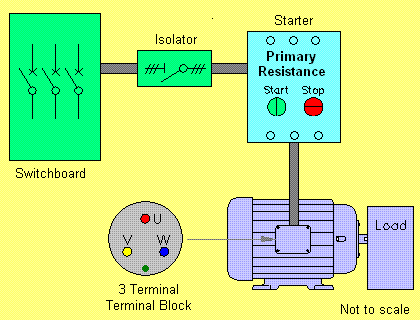 Starter
Isolator
Primary
Resistance
Start Stop
Switchboard
U
V W
Load
3 Terminal
Terminal Block
Not to scale